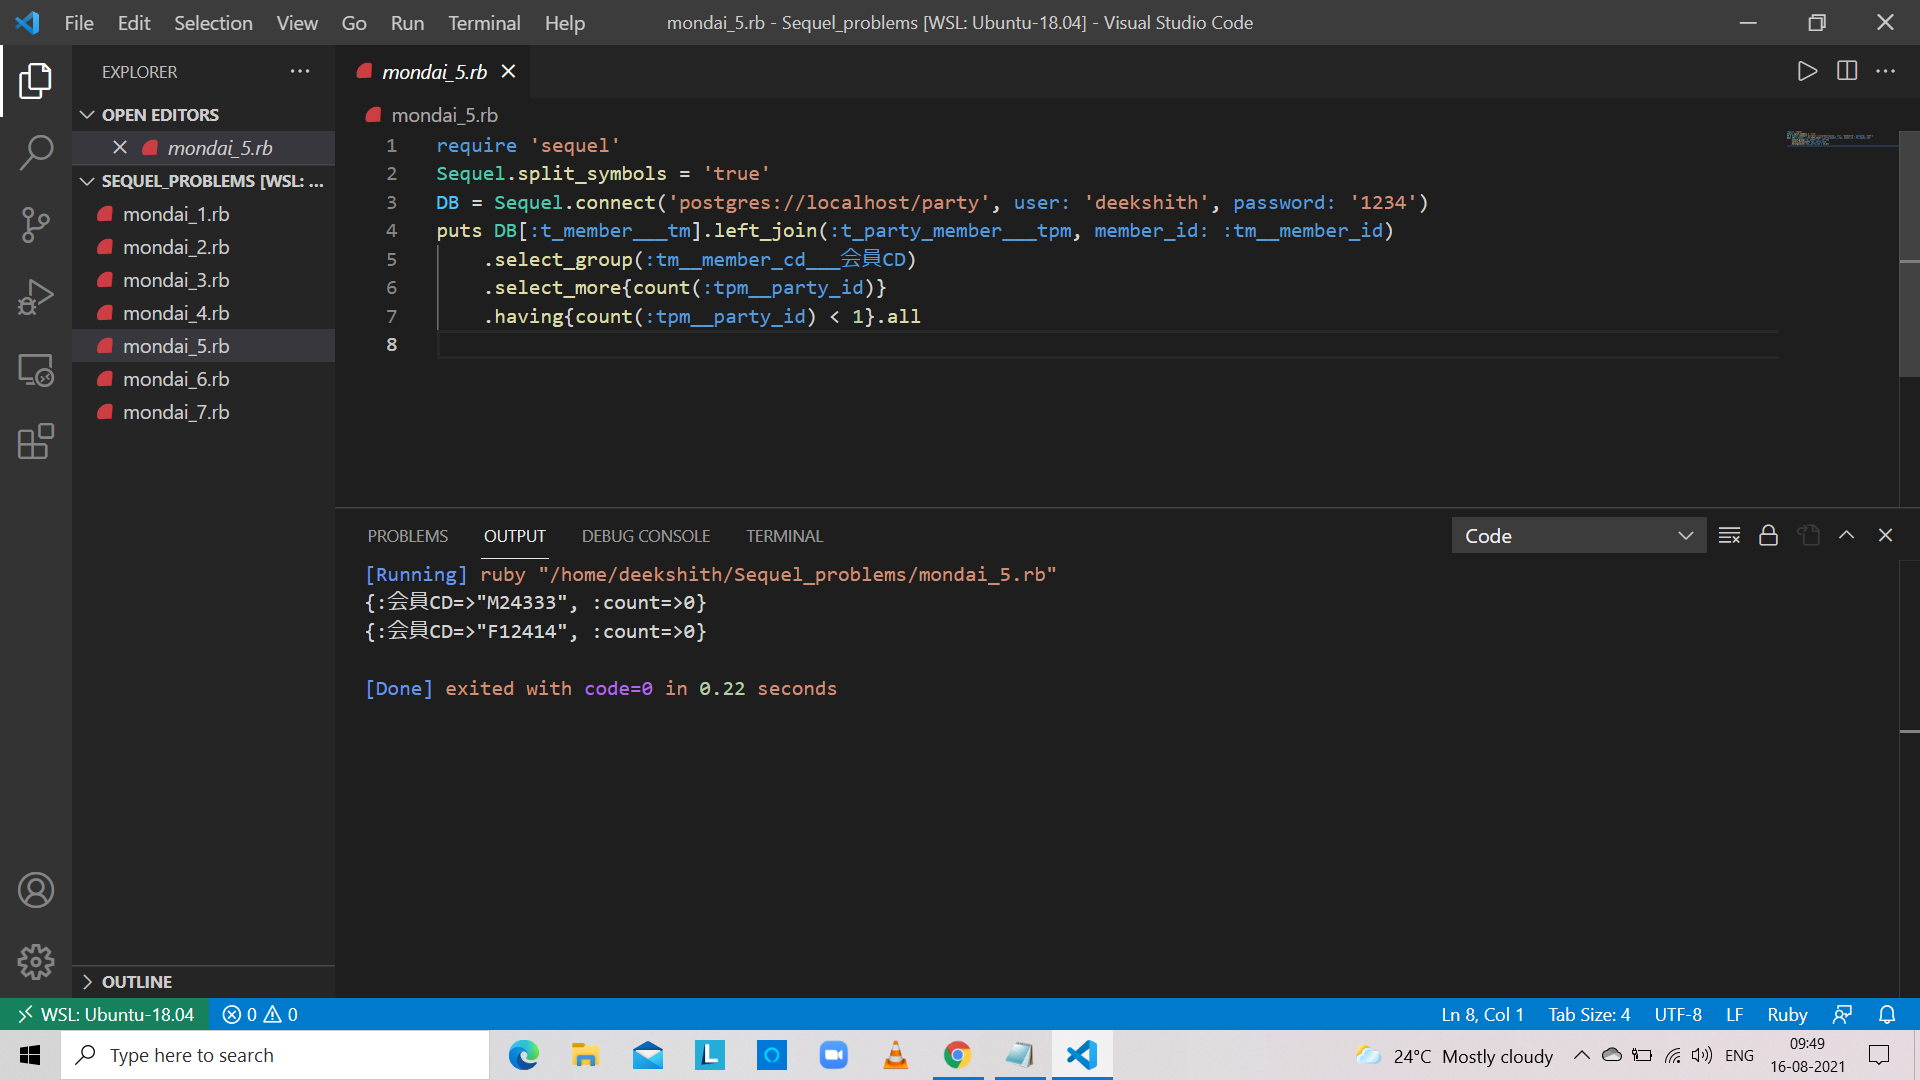 File Edit Selection View Go Run Terminal Help
mondai_5.rb - Sequel_problems [WSL: Ubuntu-18.04] - Visual Studio Code
EXPLORER
OPEN EDITORS
mondai_5.rb
SEQUEL_PROBLEMS [WSL: ...
mondai_1.rb
mondai_2.rb
mondai_3.rb
mondai_4.rb
mondai_5.rb
mondai_6.rb
mondai_7.rb
OUTLINE
mondai_5.rb
mondai_5.rb
1 require 'sequel'
2 Sequel.split_symbols = 'true'
3 DB = Sequel.connect('postgres://localhost/party', user: 'deekshith', password: '1234')
4 puts DB[:t_member___tm].left_join(:t_party_member___tpm, member_id: :tm__member_id)
5 .select_group(:tm__member_cd___会員CD)
6 .select_more{count(:tpm__party_id)}
7 .having{count(:tpm__party_id) < 1}.all
8
PROBLEMS OUTPUT DEBUG CONSOLE TERMINAL
Code
[Running] ruby "/home/deekshith/Sequel_problems/mondai_5.rb"
{:会員CD=>"M24333", :count=>0}
{:会員CD=>"F12414", :count=>0}
[Done] exited with code=0 in 0.22 seconds
WSL: Ubuntu-18.04 0 0
Ln 8, Col 1 Tab Size: 4 UTF-8 LF Ruby
Type here to search
L
24°C Mostly cloudy
ENG
09:49
16-08-2021